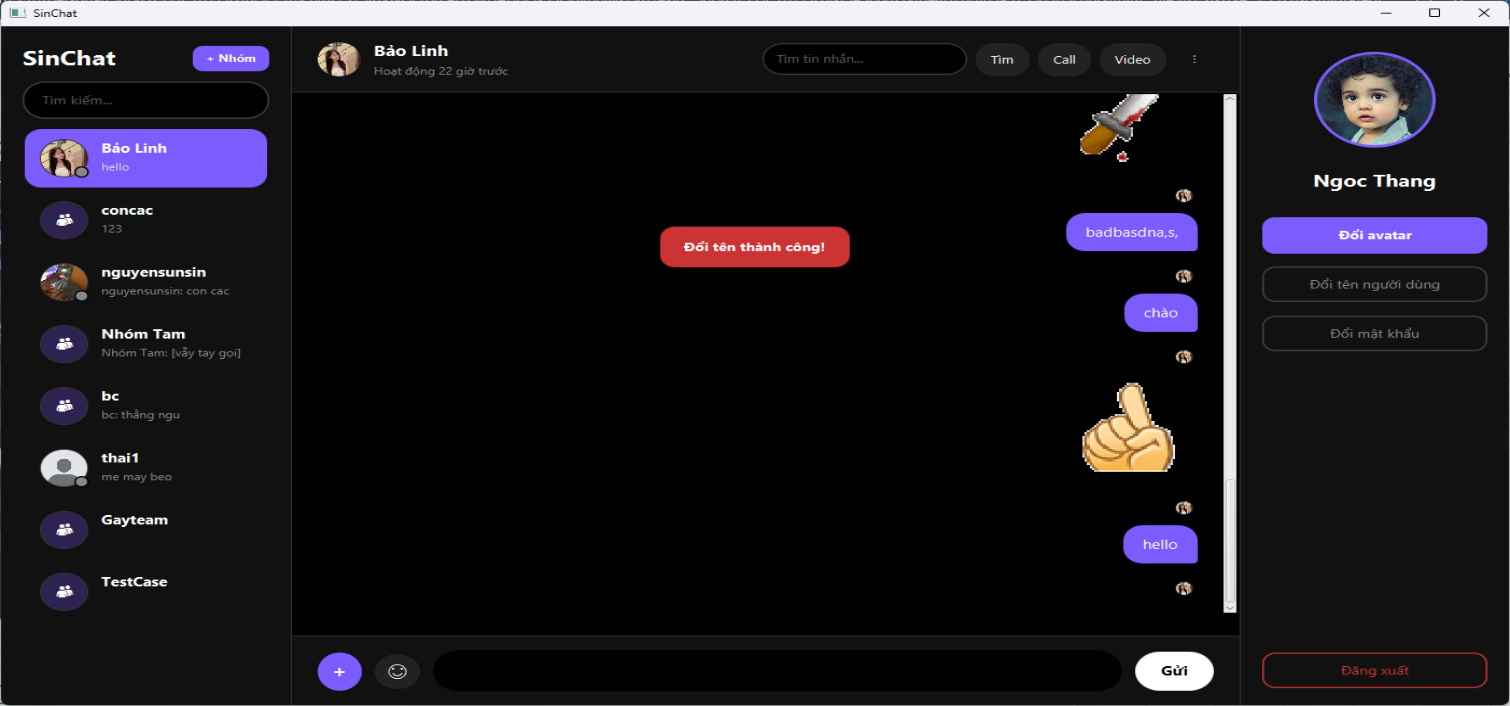 SinChat
SinChat
+ Nhóm
Tìm kiếm...
Bảo Linh
hello
concac
123
nguyensunsin
nguyensunsin: con cac
Nhóm Tam
Nhóm Tam: [vẫy tay gọi]
bc
bc: thằng ngu
thai1
me may beo
Gayteam
TestCase
Bảo Linh
Hoạt động 22 giờ trước
Tìm tin nhắn...
Tìm
Call
Video
Đổi tên thành công!
badbasdna,s,
chào
hello
+
Gửi
Ngoc Thang
Đổi avatar
Đổi tên người dùng
Đổi mật khẩu
Đăng xuất